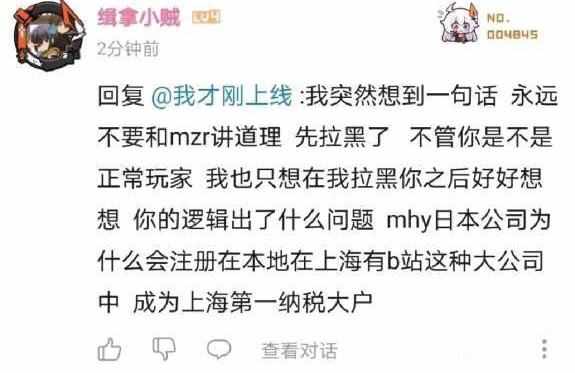 缉拿小贼 LV4
2分钟前
NO.
004845
回复 @我才刚上线 :我突然想到一句话 永远
不要和mzr讲道理 先拉黑了 不管你是不是
正常玩家 我也只想在我拉黑你之后好好想
想 你的逻辑出了什么问题 mhy日本公司为
什么会注册在本地在上海有b站这种大公司
中 成为上海第一纳税大户
查看对话